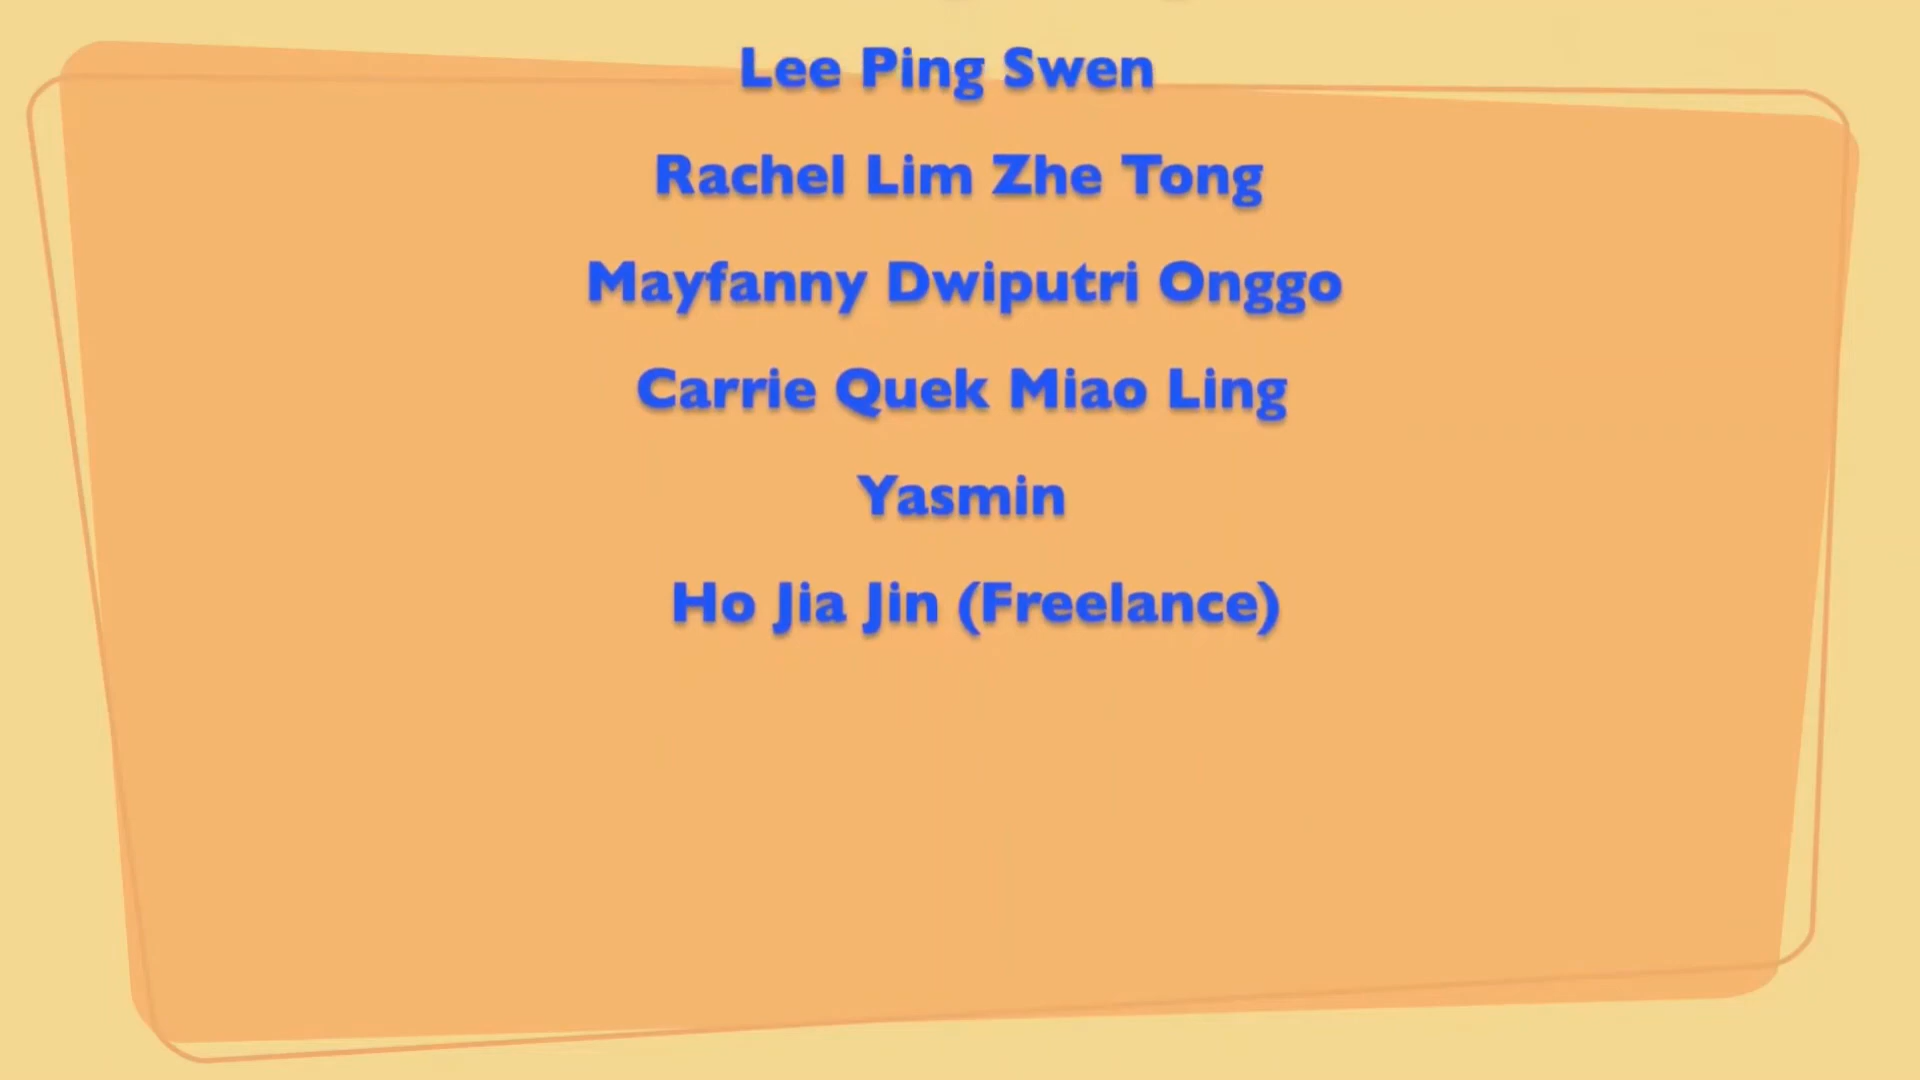 Lee Ping Swen
Rachel Lim Zhe Tong
Mayfanny Dwiputri Onggo
Carrie Quek Miao Ling
Yasmin
Ho Jia Jin (Freelance)